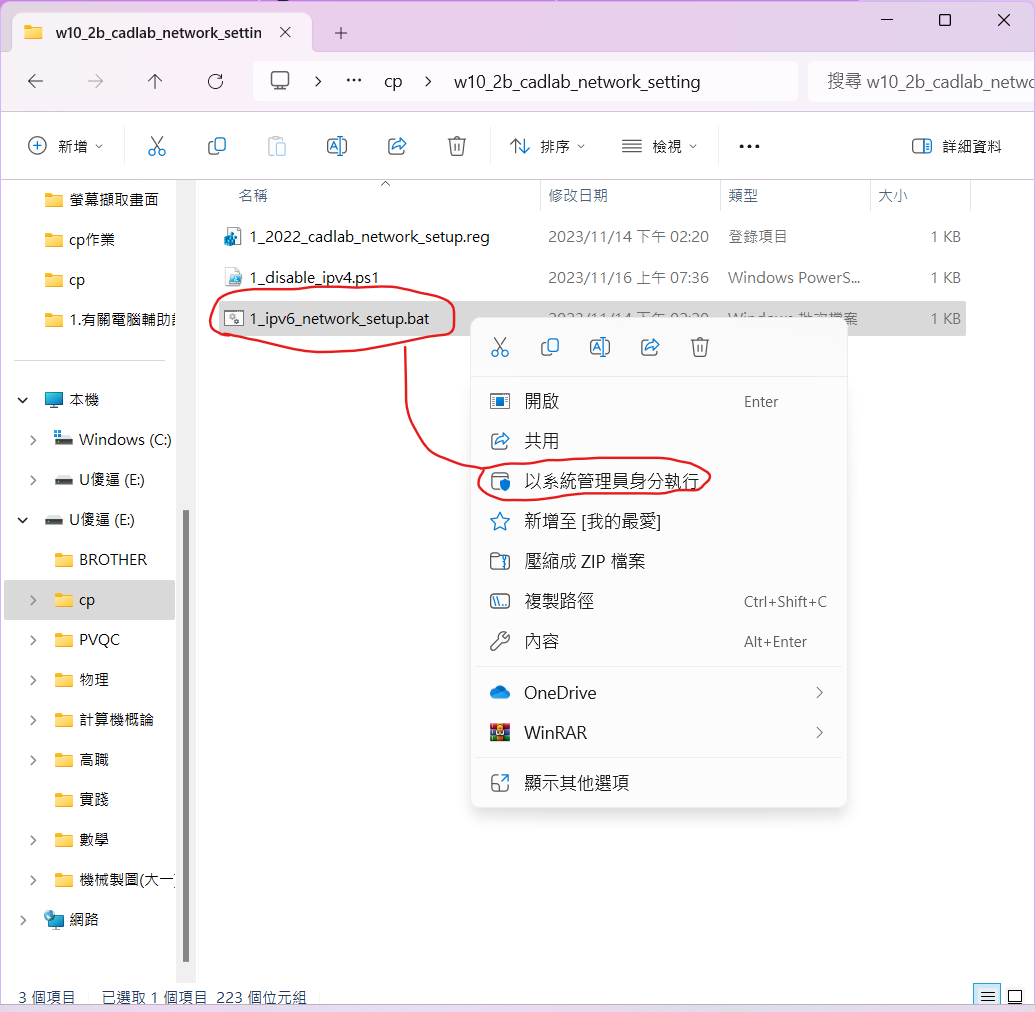 w10_2b_cadlab_network_settin
cp
w10_2b_cadlab_network_setting
搜尋 w10_2b_cadlab_netwo
新增
排序
檢視
詳細資料
螢幕擷取畫面
cp作業
cp
1.有關電腦輔助
本機
Windows (C:)
U傻逼 (E:)
U傻逼 (E:)
BROTHER
cp
PVQC
物理
計算機概論
高職
實踐
數學
機械製圖(大一
網路
名稱 修改日期 類型 大小
1_2022_cadlab_network_setup.reg 2023/11/14 下午 02:20 登錄項目 1 KB
1_disable_ipv4.ps1 2023/11/16 上午 07:36 Windows PowerS... 1 KB
1_ipv6_network_setup.bat 2023/11/14 下午 02:20 Windows 批次檔案 1 KB
開啟 Enter
共用
以系統管理員身分執行
新增至 [我的最愛]
壓縮成 ZIP 檔案
複製路徑 Ctrl+Shift+C
內容 Alt+Enter
OneDrive
WinRAR
顯示其他選項
3 個項目 已選取 1 個項目 223 個位元組